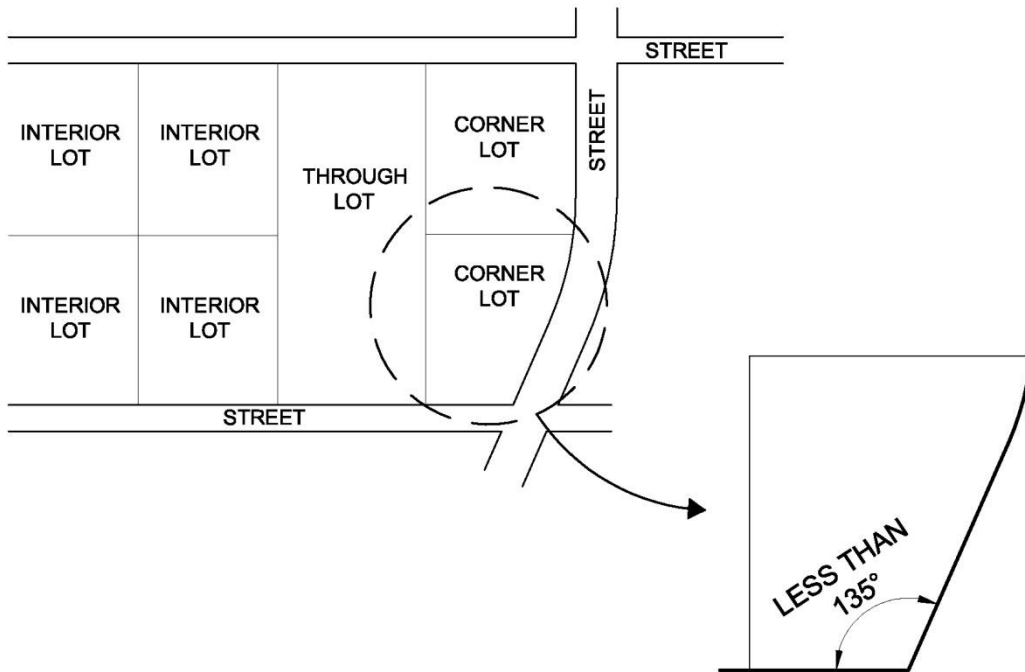 STREET
STREET
INTERIOR
LOT
INTERIOR
LOT
THROUGH
LOT
CORNER
LOT
INTERIOR
LOT
INTERIOR
LOT
CORNER
LOT
STREET
LESS THAN
135°